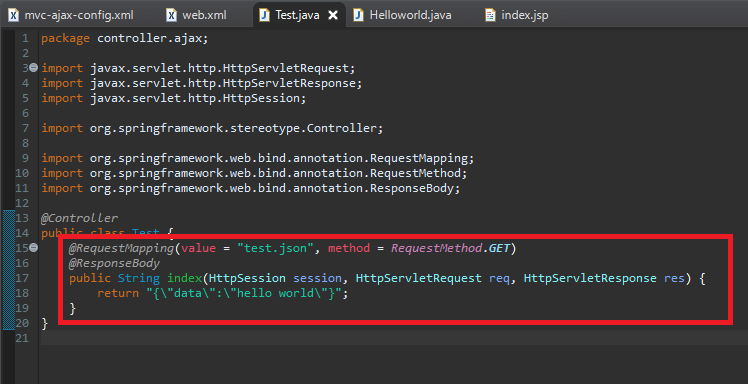 mvc-ajax-config.xml web.xml Test.java Helloworld.java index.jsp
1 package controller.ajax;
2
3 import javax.servlet.http.HttpServletRequest;
4 import javax.servlet.http.HttpServletResponse;
5 import javax.servlet.http.HttpSession;
6
7 import org.springframework.stereotype.Controller;
8
9 import org.springframework.web.bind.annotation.RequestMapping;
10 import org.springframework.web.bind.annotation.RequestMethod;
11 import org.springframework.web.bind.annotation.ResponseBody;
12
13 @Controller
14 public class Test {
15 @RequestMapping(value = "test.json", method = RequestMethod.GET)
16 @ResponseBody
17 public String index(HttpSession session, HttpServletRequest req, HttpServletResponse res) {
18 return "{\"data\":\"hello world\"}";
19 }
20 }
21